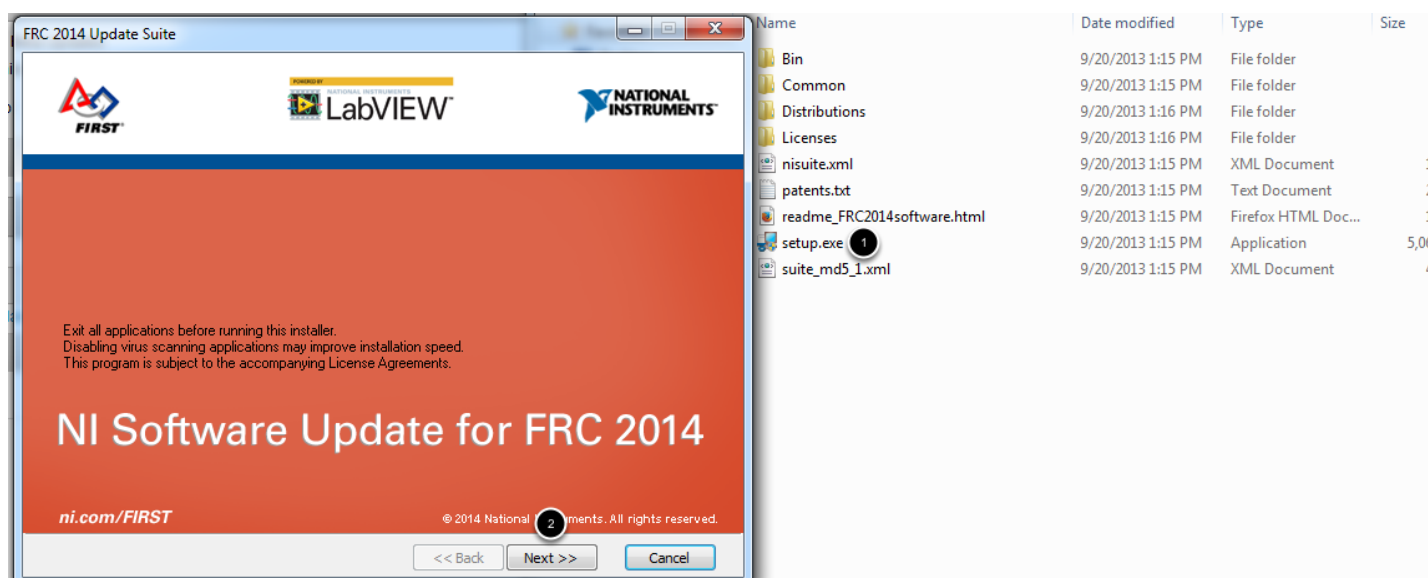 FRC 2014 Update Suite
FIRST
POWERED BY
NATIONAL INSTRUMENTS
LabVIEW
NATIONAL
INSTRUMENTS
Exit all applications before running this installer.
Disabling virus scanning applications may improve installation speed.
This program is subject to the accompanying License Agreements.
NI Software Update for FRC 2014
ni.com/FIRST
© 2014 National ments. All rights reserved.
2
<< Back Next >> Cancel
Name Date modified Type Size
Bin 9/20/2013 1:15 PM File folder
Common 9/20/2013 1:15 PM File folder
Distributions 9/20/2013 1:16 PM File folder
Licenses 9/20/2013 1:16 PM File folder
nisuite.xml 9/20/2013 1:15 PM XML Document
patents.txt 9/20/2013 1:15 PM Text Document
readme_FRC2014software.html 9/20/2013 1:15 PM Firefox HTML Doc...
setup.exe 1 9/20/2013 1:15 PM Application
suite_md5_1.xml 9/20/2013 1:15 PM XML Document